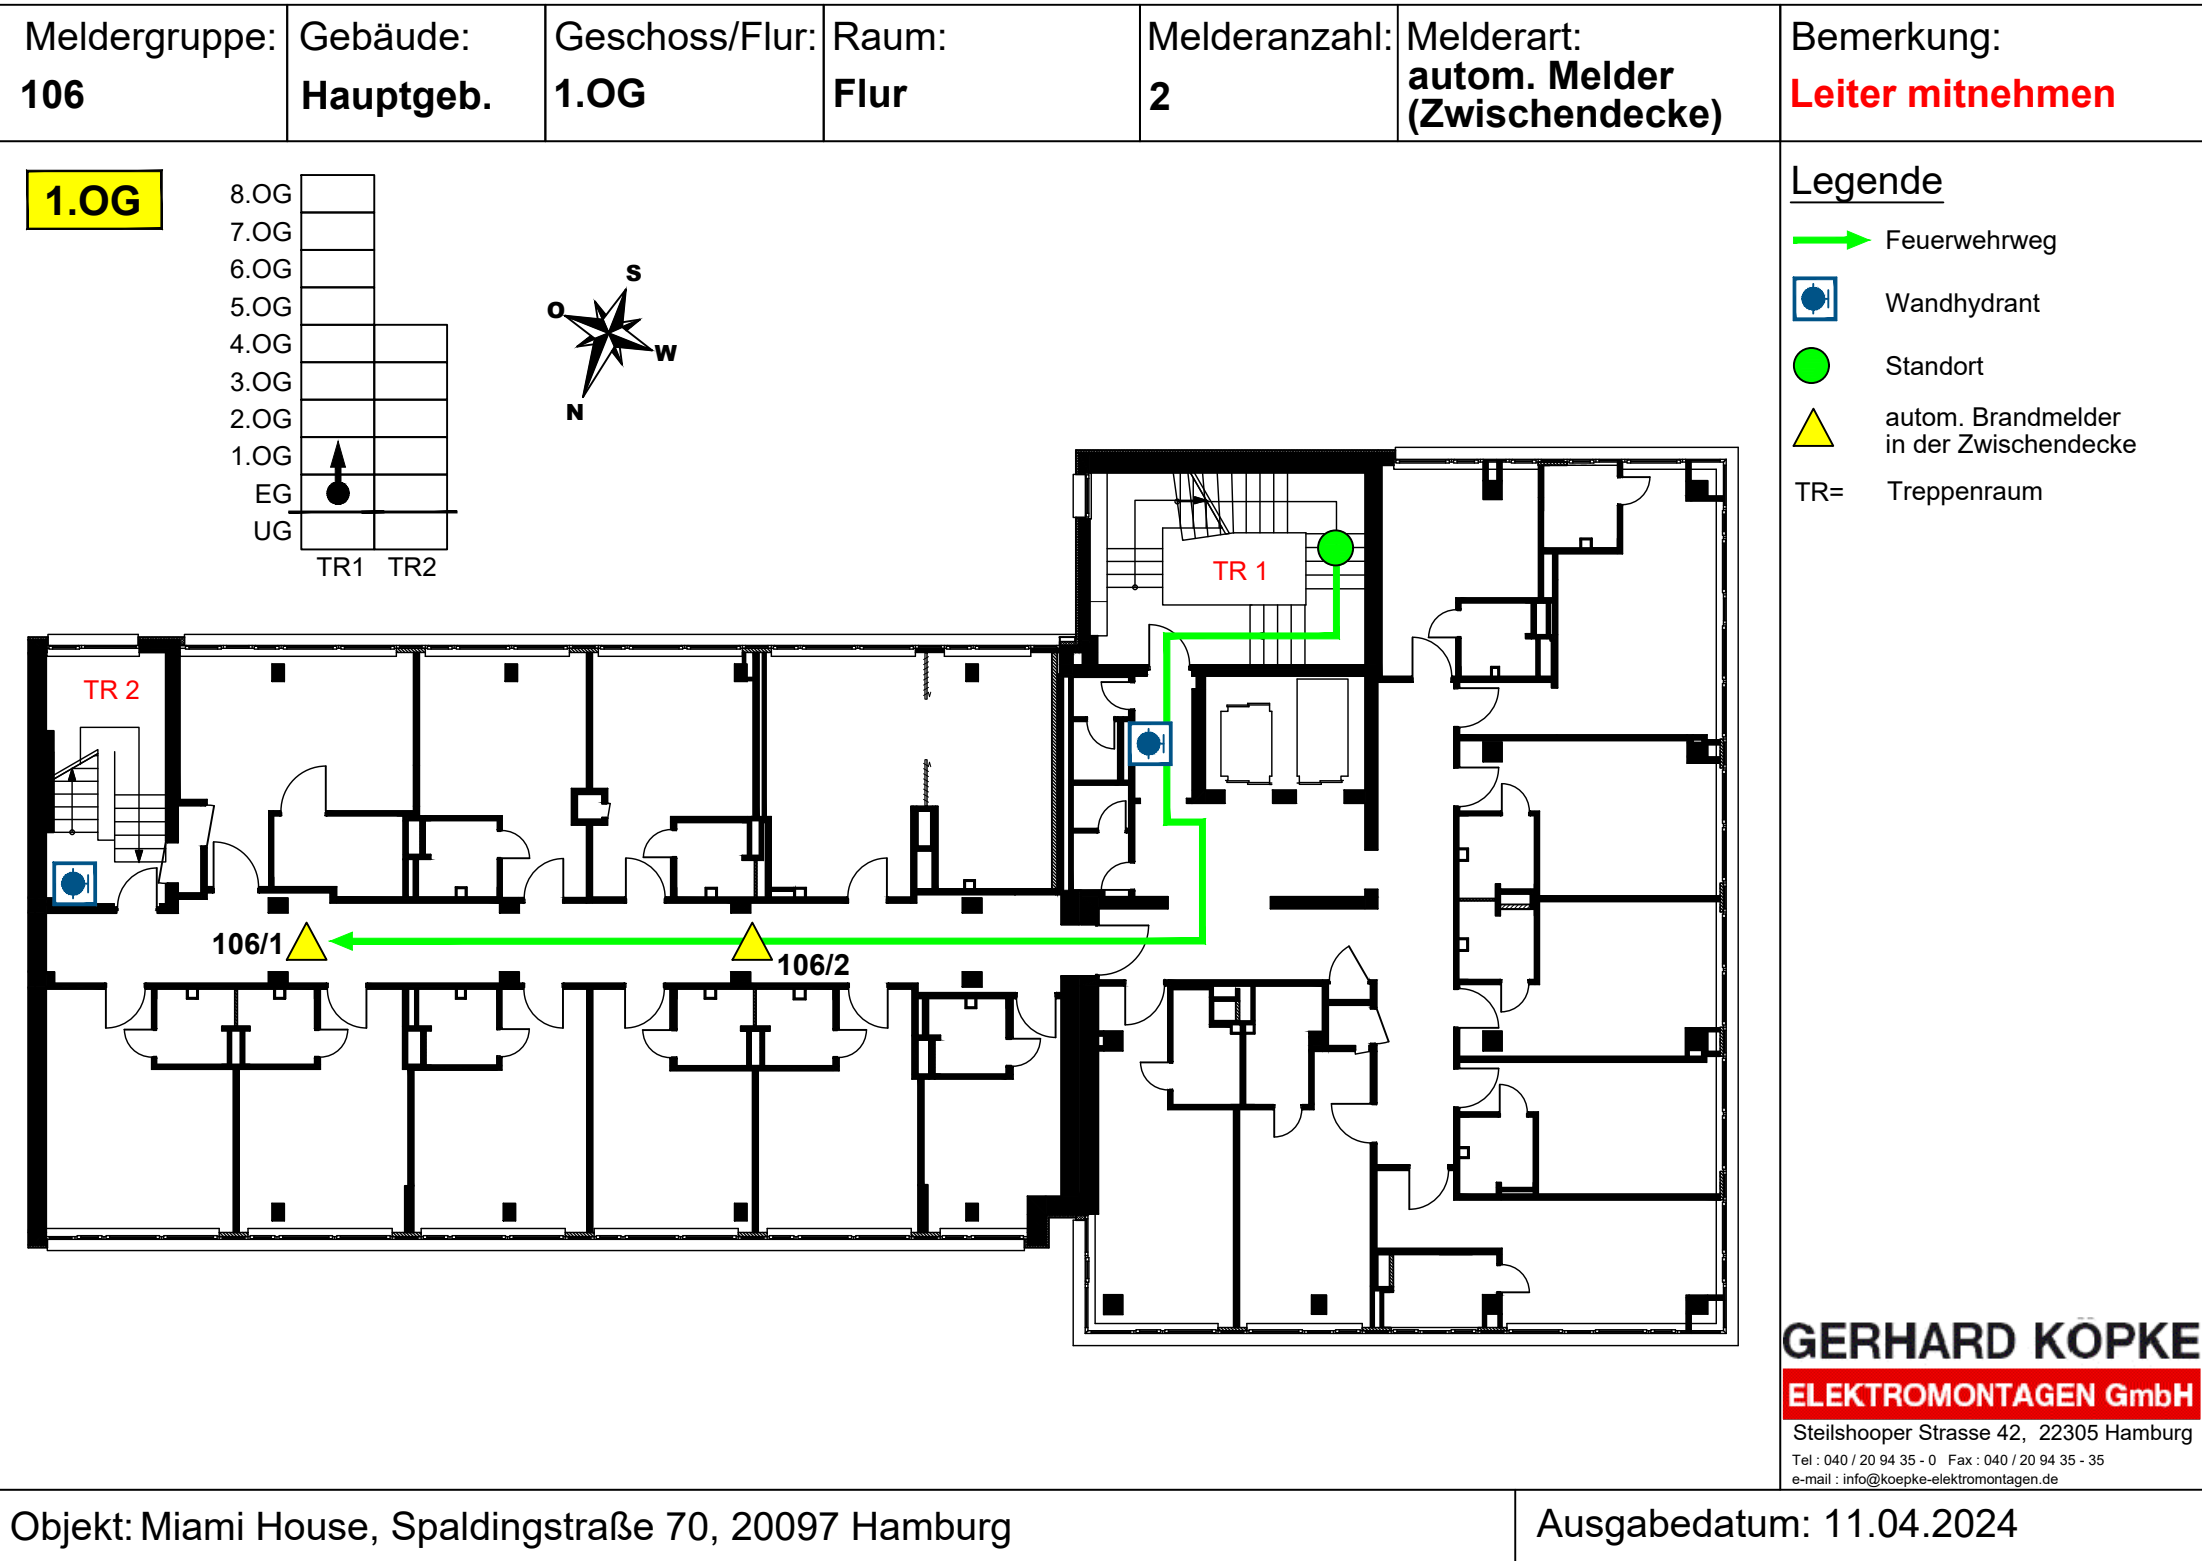 Meldergruppe:
106
Gebäude:
Hauptgeb.
Geschoss/Flur:
1.OG
Raum:
Flur
Melderanzahl:
2
Melderart:
autom. Melder
(Zwischendecke)
Bemerkung:
Leiter mitnehmen
1.OG
8.OG
7.OG
6.OG
5.OG
4.OG
3.OG
2.OG
1.OG
EG
UG
TR1 TR2
S
O
W
N
Legende
Feuerwehrweg
Wandhydrant
Standort
autom. Brandmelder
in der Zwischendecke
TR= Treppenraum
TR 1
TR 2
106/1
106/2
GERHARD KÖPKE
ELEKTROMONTAGEN GmbH
Steilshooper Strasse 42, 22305 Hamburg
Tel : 040 / 20 94 35 - 0 Fax : 040 / 20 94 35 - 35
e-mail : info@koepke-elektromontagen.de
Objekt: Miami House, Spaldingstraße 70, 20097 Hamburg
Ausgabedatum: 11.04.2024